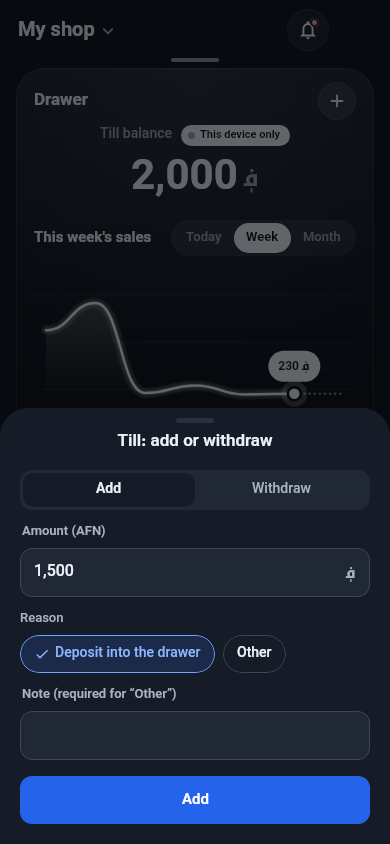 My shop
Drawer
Till balance
This device only
2,000 ؋
This week's sales
Today
Week
Month
230 ؋
Till: add or withdraw
Add
Withdraw
Amount (AFN)
1,500 ؋
Reason
Deposit into the drawer
Other
Note (required for “Other”)
Add